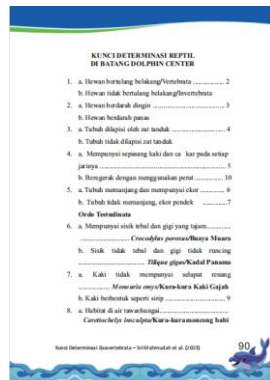 KUNCI DETERMINASI REPTIL
DI BATANG DOLPHIN CENTER
1. a. Hewan bertulang belakang/Vertebrata ............... 2
b. Hewan tidak bertulang belakang/Invertebrata
2. a. Hewan berdarah dingin ............................ 3
b. Hewan berdarah panas
3. a. Tubuh dilapisi oleh zat tanduk .................... 4
b. Tubuh tidak dilapisi zat tanduk
4. a. Mempunyai sepasang kaki dan ca kar pada setiap
jarinya ................................................ 5
b. Bergerak dengan menggunakan perut .......... 10
5. a. Tubuh memanjang dan mempunyai ekor ............ 6
b. Tubuh tidak memanjang, ekor pendek ...........7
Ordo Testudinata
6. a. Mempunyai sisik tebal dan gigi yang tajam............
..................... Crocodylus porosus/Buaya Muara
b. Sisik tidak tebal dan gigi tidak runcing
........................... Tiliqua gigas/Kadal Panana
7. a. Kaki tidak mempunyai selaput renang
................ Manouria emys/Kura-kura Kaki Gajah
b. Kaki berbentuk seperti sirip ......................... 9
8. a. Habitat di air tawar/sungai............................
Carettochelys insculpta/Kura-kura moncong babi
Kunci Determinasi Zoovertebrata – Sri Mahmudah et al. (2023)
90